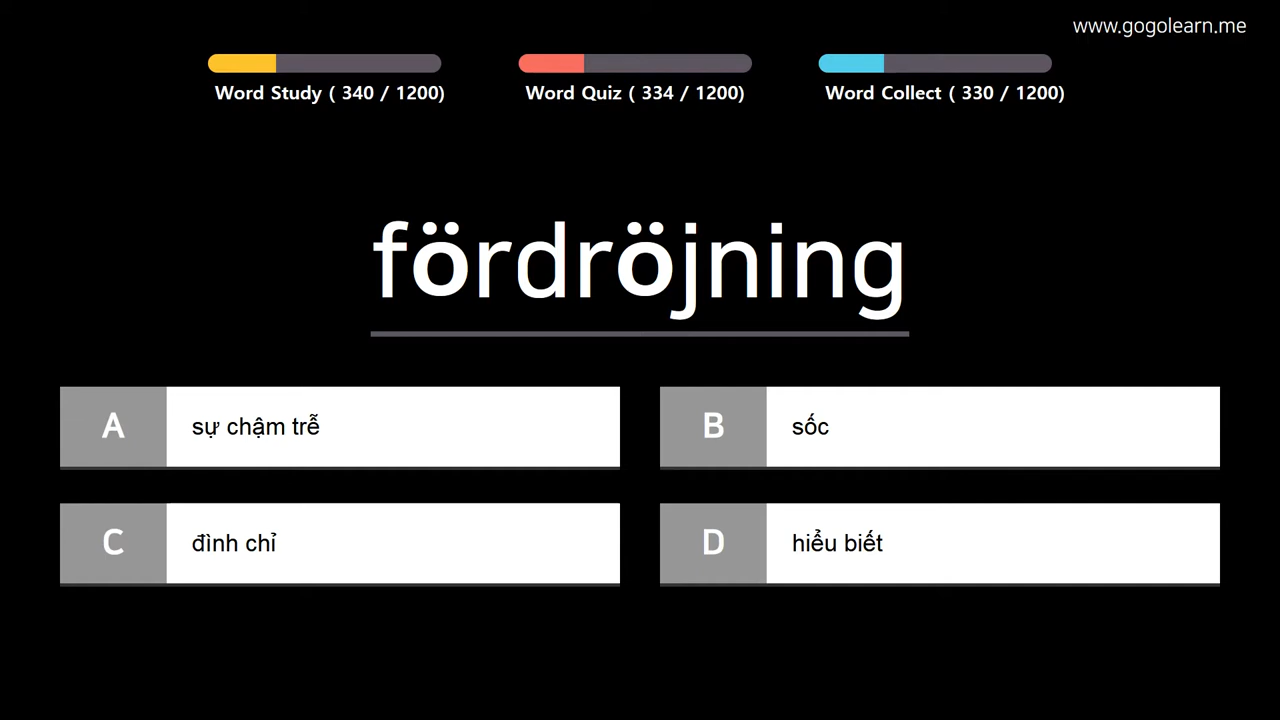 www.gogolearn.me
Word Study ( 340 / 1200)
Word Quiz ( 334 / 1200)
Word Collect ( 330 / 1200)
fördröjning
A sự chậm trễ
B sốc
C đình chỉ
D hiểu biết